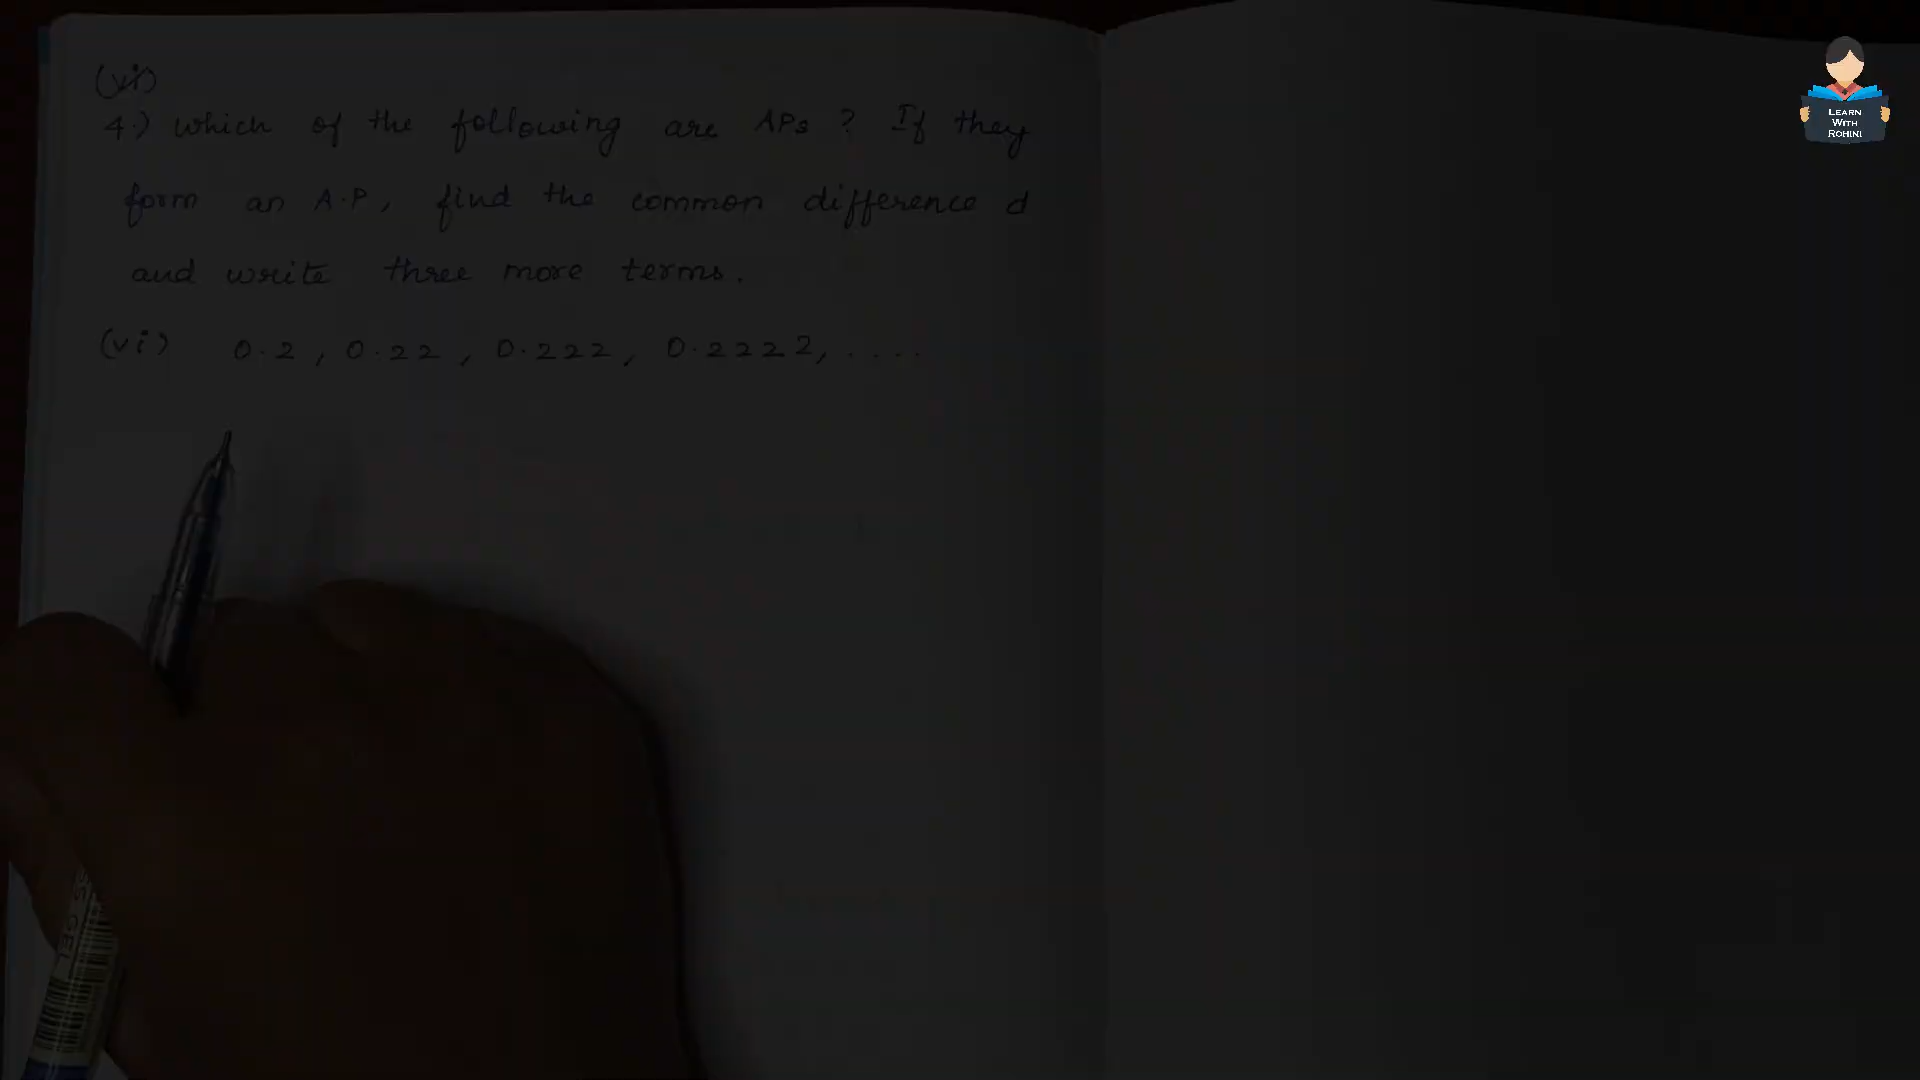 (vi)
4.) which of the following are APs ? If they
form an A.P, find the common difference d
and write three more terms.
(vi) 0.2 , 0.22 , 0.222, 0.2222, ....
LEARN
WITH
ROHINI